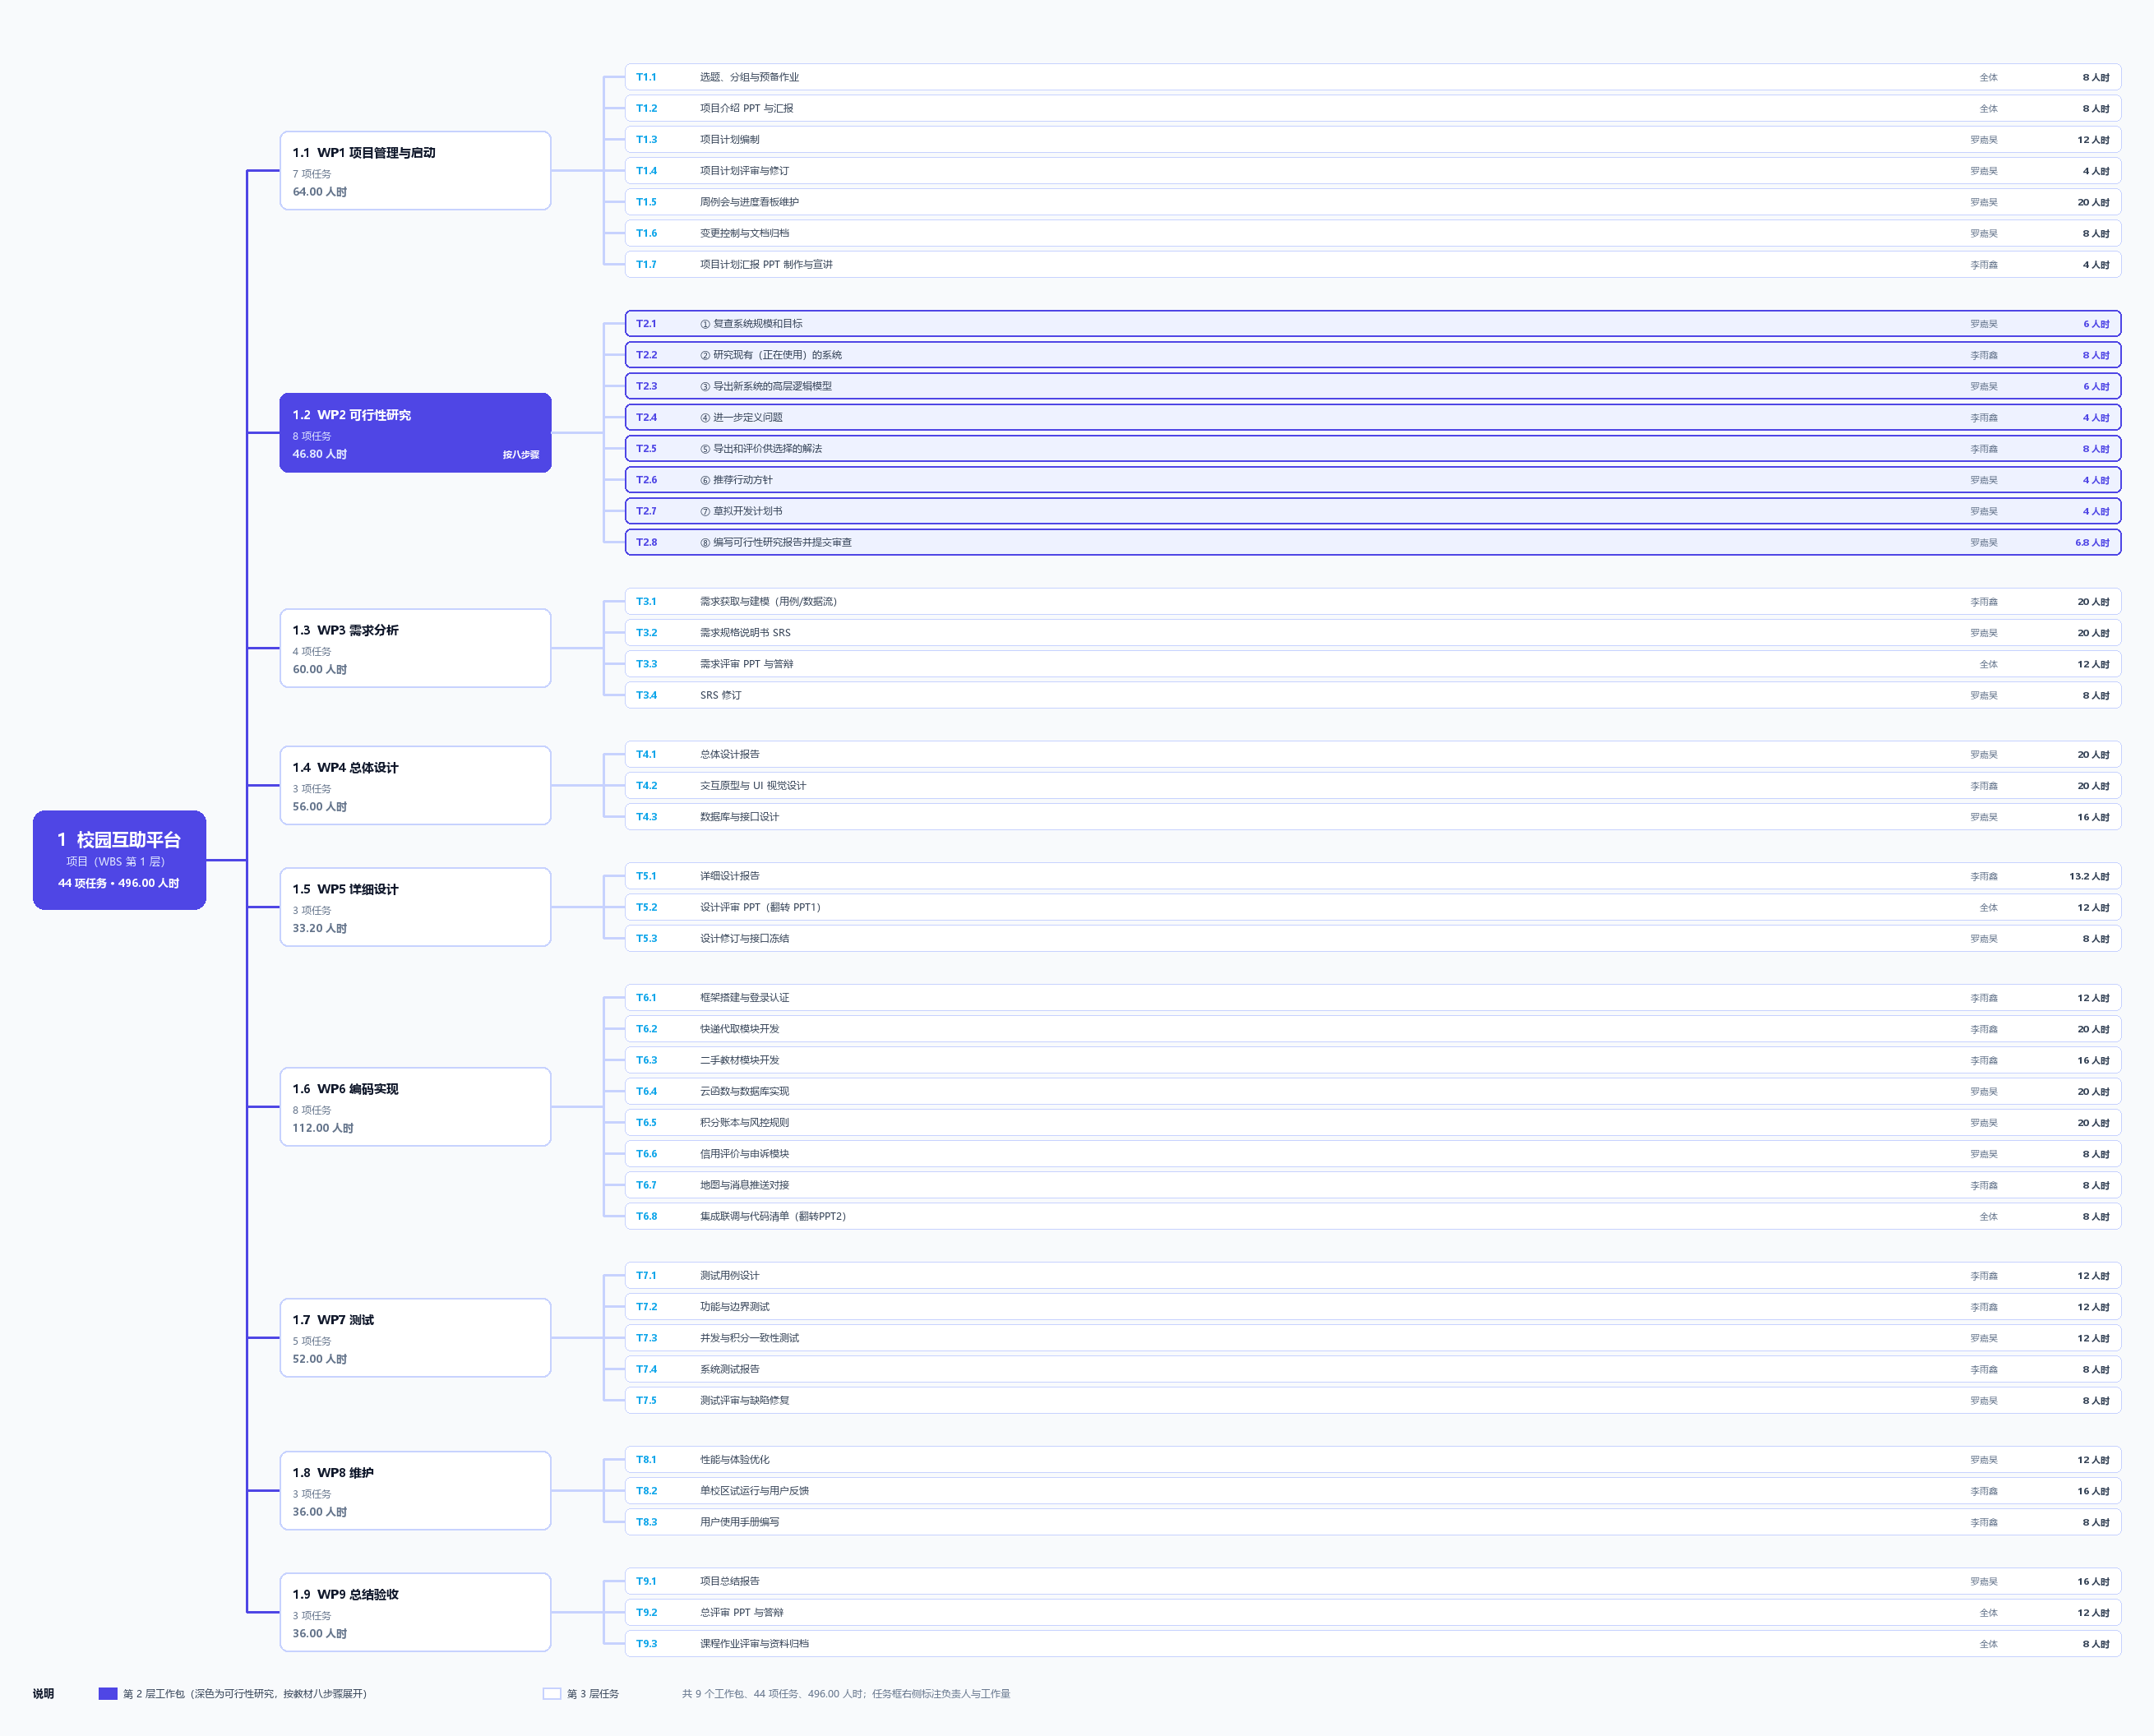 1 校园互助平台
项目（WBS 第 1 层）
44 项任务 • 496.00 人时
1.1 WP1 项目管理与启动
7 项任务
64.00 人时
T1.1 选题、分组与预备作业 全体 8 人时
T1.2 项目介绍 PPT 与汇报 全体 8 人时
T1.3 项目计划编制 罗嘉昊 12 人时
T1.4 项目计划评审与修订 罗嘉昊 4 人时
T1.5 周例会与进度看板维护 罗嘉昊 20 人时
T1.6 变更控制与文档归档 罗嘉昊 8 人时
T1.7 项目计划汇报 PPT 制作与宣讲 李雨鑫 4 人时
1.2 WP2 可行性研究
8 项任务
46.80 人时 按八步骤
T2.1 ① 复查系统规模和目标 罗嘉昊 6 人时
T2.2 ② 研究现有（正在使用）的系统 李雨鑫 8 人时
T2.3 ③ 导出新系统的高层逻辑模型 罗嘉昊 6 人时
T2.4 ④ 进一步定义问题 李雨鑫 4 人时
T2.5 ⑤ 导出和评价供选择的解法 李雨鑫 8 人时
T2.6 ⑥ 推荐行动方针 罗嘉昊 4 人时
T2.7 ⑦ 草拟开发计划书 罗嘉昊 4 人时
T2.8 ⑧ 编写可行性研究报告并提交审查 罗嘉昊 6.8 人时
1.3 WP3 需求分析
4 项任务
60.00 人时
T3.1 需求获取与建模（用例/数据流） 李雨鑫 20 人时
T3.2 需求规格说明书 SRS 罗嘉昊 20 人时
T3.3 需求评审 PPT 与答辩 全体 12 人时
T3.4 SRS 修订 罗嘉昊 8 人时
1.4 WP4 总体设计
3 项任务
56.00 人时
T4.1 总体设计报告 罗嘉昊 20 人时
T4.2 交互原型与 UI 视觉设计 李雨鑫 20 人时
T4.3 数据库与接口设计 罗嘉昊 16 人时
1.5 WP5 详细设计
3 项任务
33.20 人时
T5.1 详细设计报告 李雨鑫 13.2 人时
T5.2 设计评审 PPT（翻转 PPT1） 全体 12 人时
T5.3 设计修订与接口冻结 罗嘉昊 8 人时
1.6 WP6 编码实现
8 项任务
112.00 人时
T6.1 框架搭建与登录认证 李雨鑫 12 人时
T6.2 快递代取模块开发 李雨鑫 20 人时
T6.3 二手教材模块开发 李雨鑫 16 人时
T6.4 云函数与数据库实现 罗嘉昊 20 人时
T6.5 积分账本与风控规则 罗嘉昊 20 人时
T6.6 信用评价与申诉模块 罗嘉昊 8 人时
T6.7 地图与消息推送对接 李雨鑫 8 人时
T6.8 集成联调与代码清单（翻转PPT2） 全体 8 人时
1.7 WP7 测试
5 项任务
52.00 人时
T7.1 测试用例设计 李雨鑫 12 人时
T7.2 功能与边界测试 李雨鑫 12 人时
T7.3 并发与积分一致性测试 罗嘉昊 12 人时
T7.4 系统测试报告 李雨鑫 8 人时
T7.5 测试评审与缺陷修复 罗嘉昊 8 人时
1.8 WP8 维护
3 项任务
36.00 人时
T8.1 性能与体验优化 罗嘉昊 12 人时
T8.2 单校区试运行与用户反馈 李雨鑫 16 人时
T8.3 用户使用手册编写 李雨鑫 8 人时
1.9 WP9 总结验收
3 项任务
36.00 人时
T9.1 项目总结报告 罗嘉昊 16 人时
T9.2 总评审 PPT 与答辩 全体 12 人时
T9.3 课程作业评审与资料归档 全体 8 人时
说明 第 2 层工作包（深色为可行性研究，按教材八步骤展开） 第 3 层任务 共 9 个工作包、44 项任务、496.00 人时；任务框右侧标注负责人与工作量